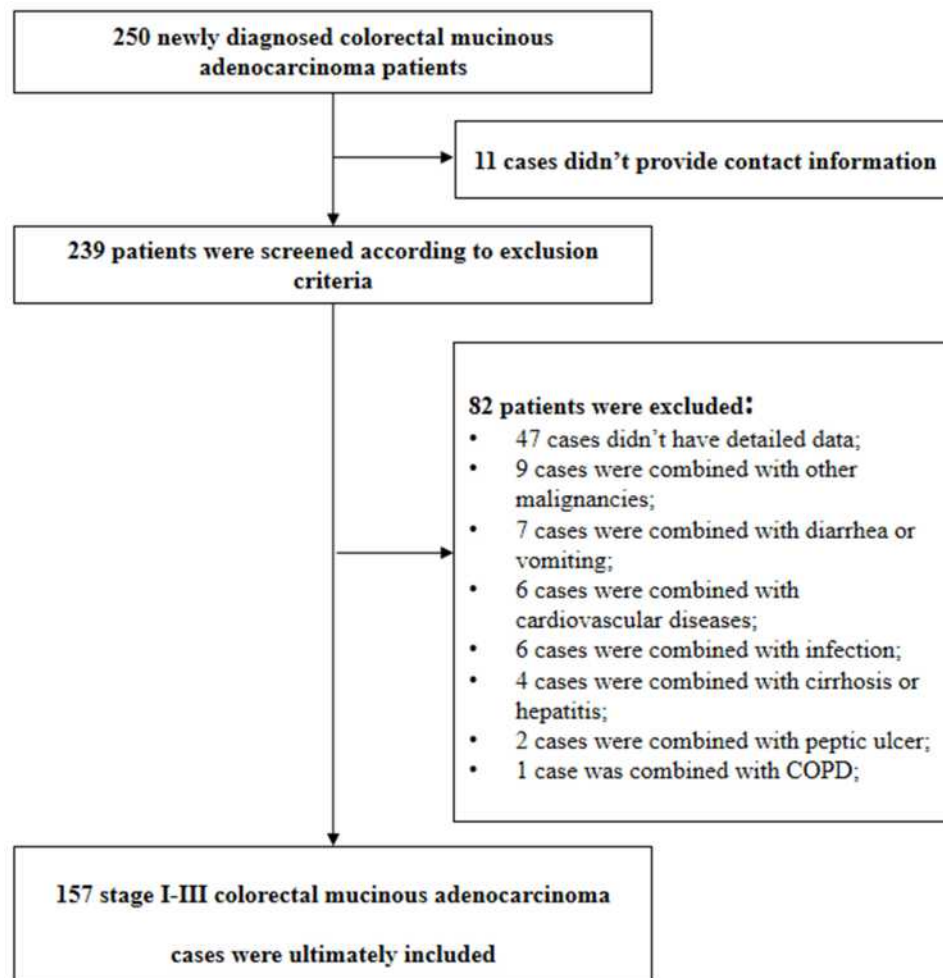 250 newly diagnosed colorectal mucinous
adenocarcinoma patients
11 cases didn’t provide contact information
239 patients were screened according to exclusion
criteria
82 patients were excluded:
• 47 cases didn’t have detailed data;
• 9 cases were combined with other
malignancies;
• 7 cases were combined with diarrhea or
vomiting;
• 6 cases were combined with
cardiovascular diseases;
• 6 cases were combined with infection;
• 4 cases were combined with cirrhosis or
hepatitis;
• 2 cases were combined with peptic ulcer;
• 1 case was combined with COPD;
157 stage I-III colorectal mucinous adenocarcinoma
cases were ultimately included